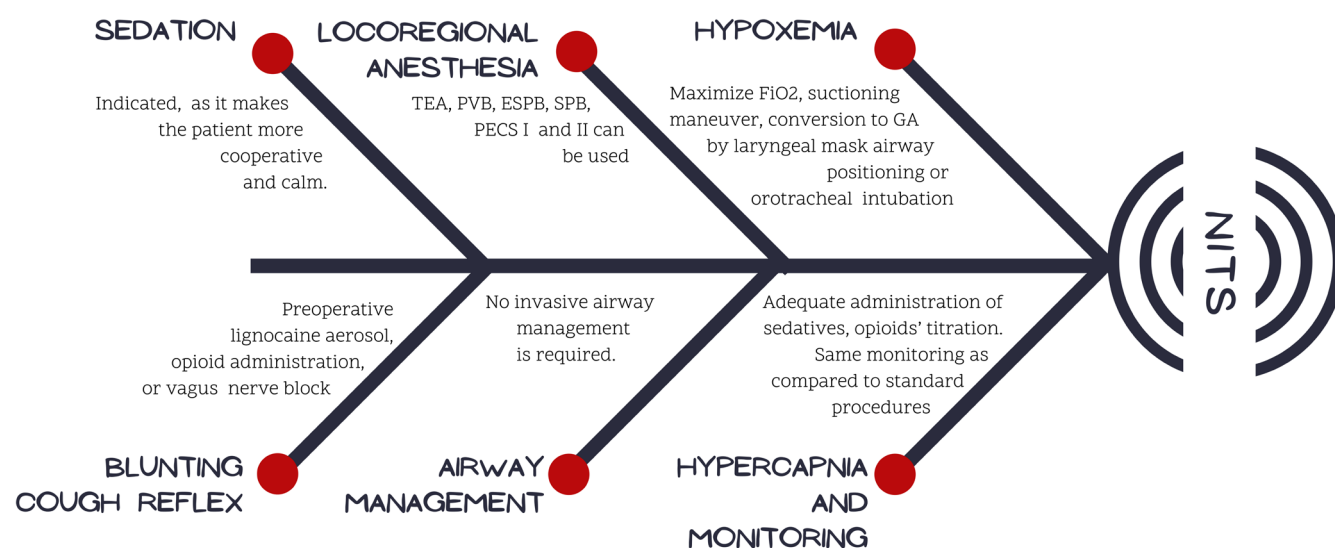 SEDATION
Indicated, as it makes
the patient more
cooperative
and calm.
LOCOREGIONAL
ANESTHESIA
TEA, PVB, ESPB, SPB,
PECS I and II can
be used
HYPOXEMIA
Maximize FiO2, suctioning
maneuver, conversion to GA
by laryngeal mask airway
positioning or
orotracheal intubation
NITS
Preoperative
lignocaine aerosol,
opioid administration,
or vagus nerve block
BLUNTING
COUGH REFLEX
No invasive airway
management
is required.
AIRWAY
MANAGEMENT
Adequate administration of
sedatives, opioids’ titration.
Same monitoring as
compared to standard
procedures
HYPERCAPNIA
AND
MONITORING